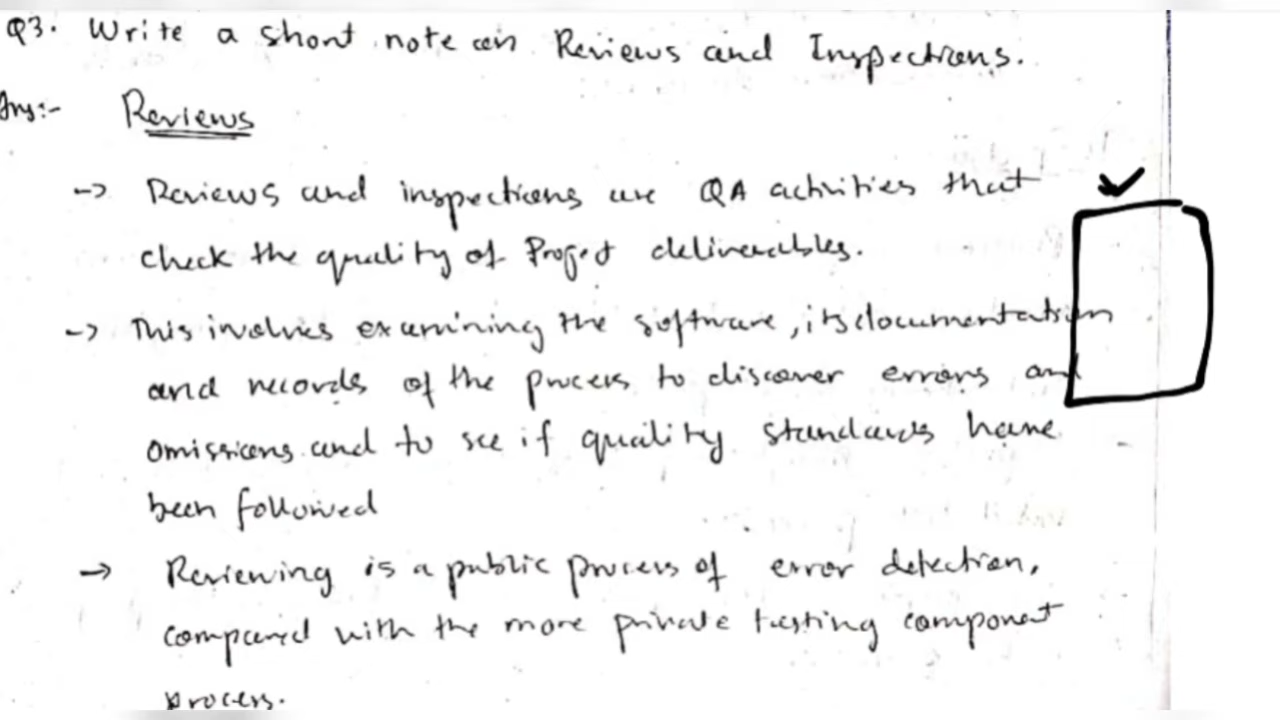 Q3. Write a short note on Reviews and Inspections.
Ans:- Reviews
-> Reviews and inspections are QA activities that
check the quality of Project deliverables.
-> This involves examining the software, its documentation
and records of the process to discover errors and
omissions and to see if quality standards have
been followed
-> Reviewing is a public process of error detection,
compared with the more private testing component
process.